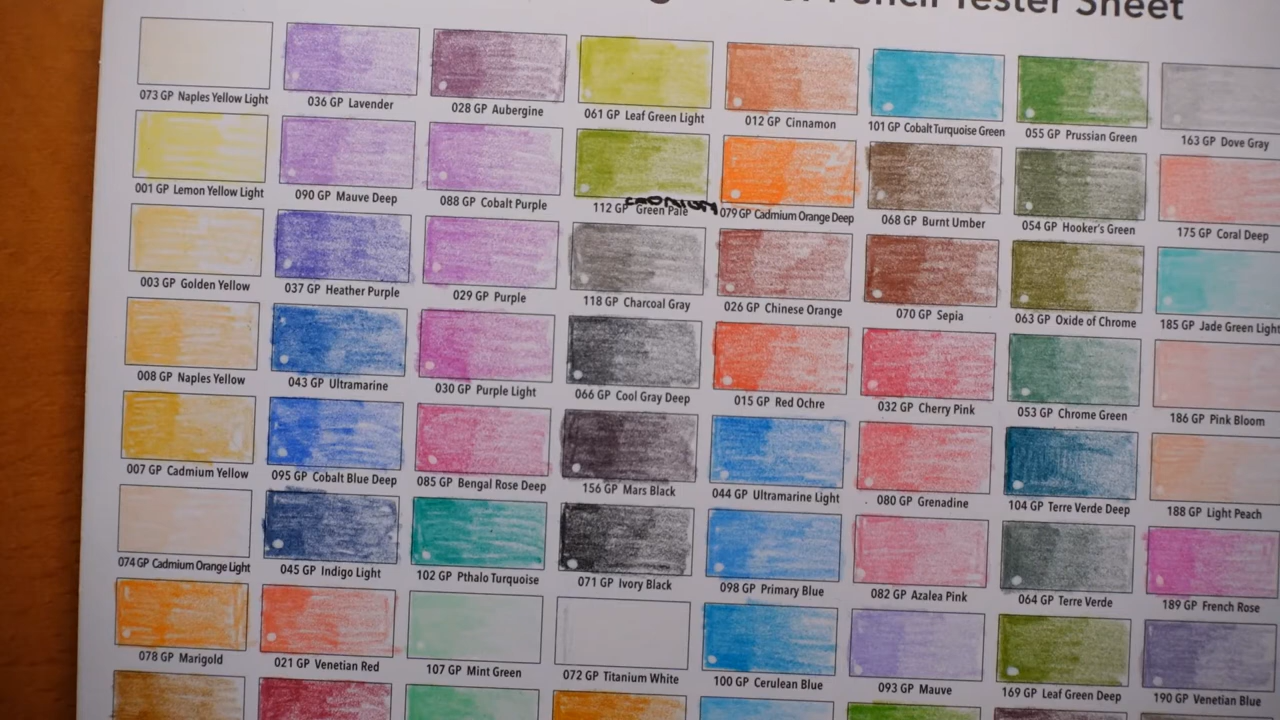 Pencil Tester Sheet
073 GP Naples Yellow Light
036 GP Lavender
028 GP Aubergine
061 GP Leaf Green Light
012 GP Cinnamon
101 GP Cobalt Turquoise Green
055 GP Prussian Green
163 GP Dove Gray
001 GP Lemon Yellow Light
090 GP Mauve Deep
088 GP Cobalt Purple
112 GP Green Pale
079 GP Cadmium Orange Deep
068 GP Burnt Umber
054 GP Hooker's Green
175 GP Coral Deep
003 GP Golden Yellow
037 GP Heather Purple
029 GP Purple
118 GP Charcoal Gray
026 GP Chinese Orange
070 GP Sepia
063 GP Oxide of Chrome
185 GP Jade Green Light
008 GP Naples Yellow
043 GP Ultramarine
030 GP Purple Light
066 GP Cool Gray Deep
015 GP Red Ochre
032 GP Cherry Pink
053 GP Chrome Green
186 GP Pink Bloom
007 GP Cadmium Yellow
095 GP Cobalt Blue Deep
085 GP Bengal Rose Deep
156 GP Mars Black
044 GP Ultramarine Light
080 GP Grenadine
104 GP Terre Verde Deep
188 GP Light Peach
074 GP Cadmium Orange Light
045 GP Indigo Light
102 GP Pthalo Turquoise
071 GP Ivory Black
098 GP Primary Blue
082 GP Azalea Pink
064 GP Terre Verde
189 GP French Rose
078 GP Marigold
021 GP Venetian Red
107 GP Mint Green
072 GP Titanium White
100 GP Cerulean Blue
093 GP Mauve
169 GP Leaf Green Deep
190 GP Venetian Blue